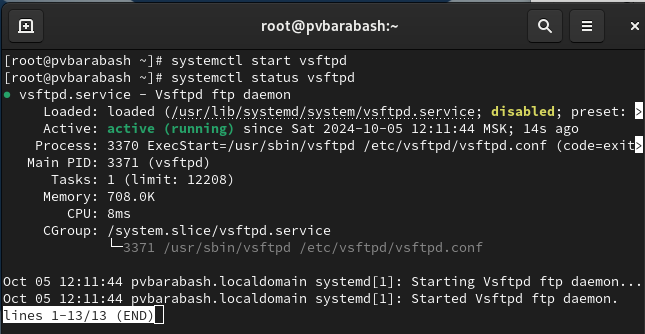 root@pvbarabash:~
[root@pvbarabash ~]# systemctl start vsftpd
[root@pvbarabash ~]# systemctl status vsftpd
● vsftpd.service - Vsftpd ftp daemon
     Loaded: loaded (/usr/lib/systemd/system/vsftpd.service; disabled; preset: >
     Active: active (running) since Sat 2024-10-05 12:11:44 MSK; 14s ago
    Process: 3370 ExecStart=/usr/sbin/vsftpd /etc/vsftpd/vsftpd.conf (code=exit>
   Main PID: 3371 (vsftpd)
      Tasks: 1 (limit: 12208)
     Memory: 708.0K
        CPU: 8ms
     CGroup: /system.slice/vsftpd.service
             └─3371 /usr/sbin/vsftpd /etc/vsftpd/vsftpd.conf
Oct 05 12:11:44 pvbarabash.localdomain systemd[1]: Starting Vsftpd ftp daemon...
Oct 05 12:11:44 pvbarabash.localdomain systemd[1]: Started Vsftpd ftp daemon.
lines 1-13/13 (END)